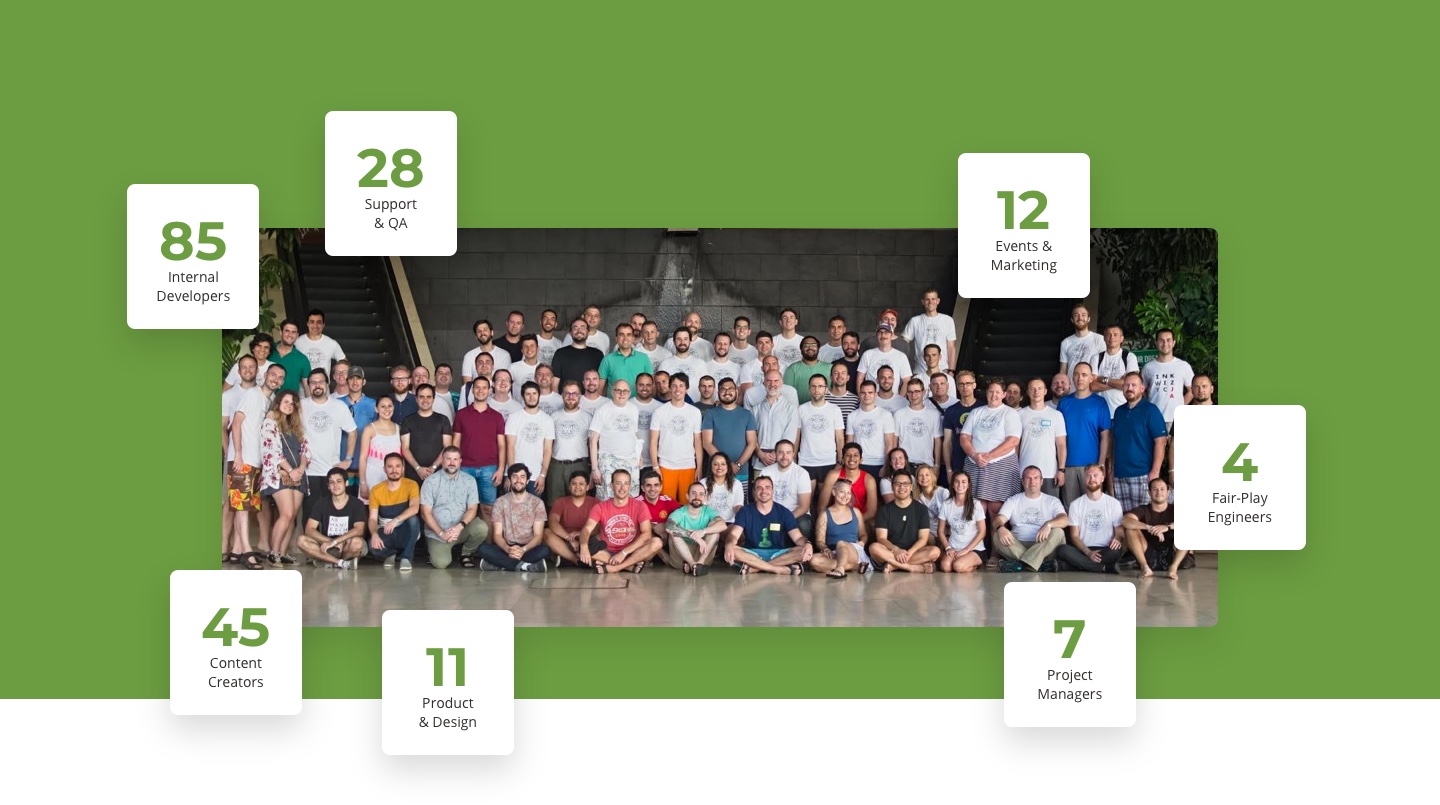 28
Support
& QA
12
Events &
Marketing
85
Internal
Developers
4
Fair-Play
Engineers
45
Content
Creators
11
Product
& Design
7
Project
Managers